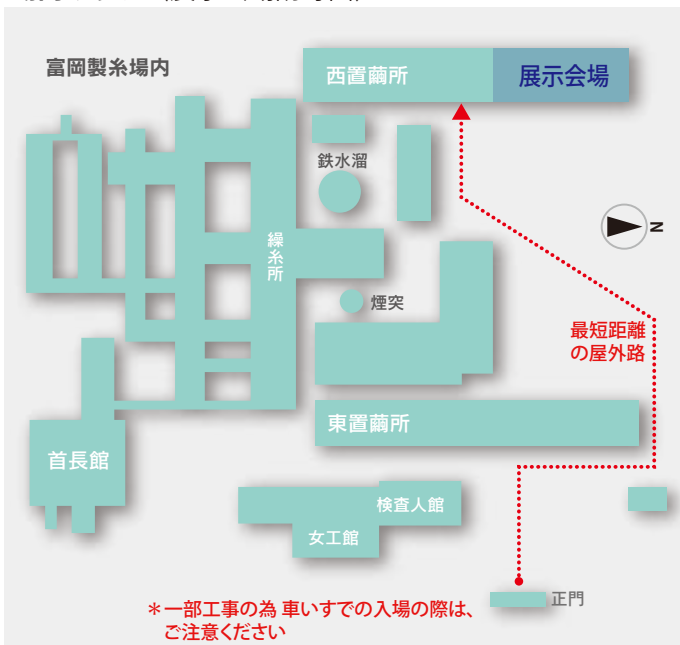 富岡製糸場内
西置繭所
展示会場
鉄水溜
繰糸所
煙突
N
最短距離
の屋外路
東置繭所
首長館
検査人館
女工館
正門
＊一部工事の為 車いすでの入場の際は、
ご注意ください